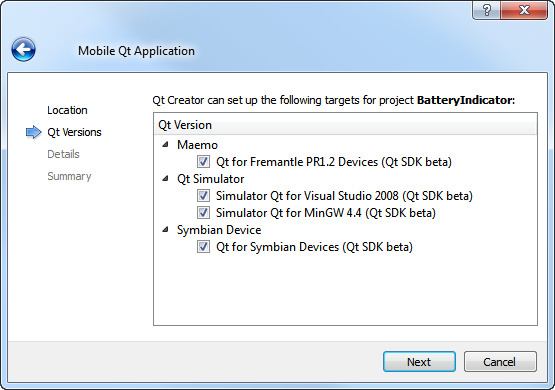 ?
Mobile Qt Application
Location
Qt Versions
Details
Summary
Qt Creator can set up the following targets for project BatteryIndicator:
Qt Version
Maemo
Qt for Fremantle PR1.2 Devices (Qt SDK beta)
Qt Simulator
Simulator Qt for Visual Studio 2008 (Qt SDK beta)
Simulator Qt for MinGW 4.4 (Qt SDK beta)
Symbian Device
Qt for Symbian Devices (Qt SDK beta)
Next
Cancel